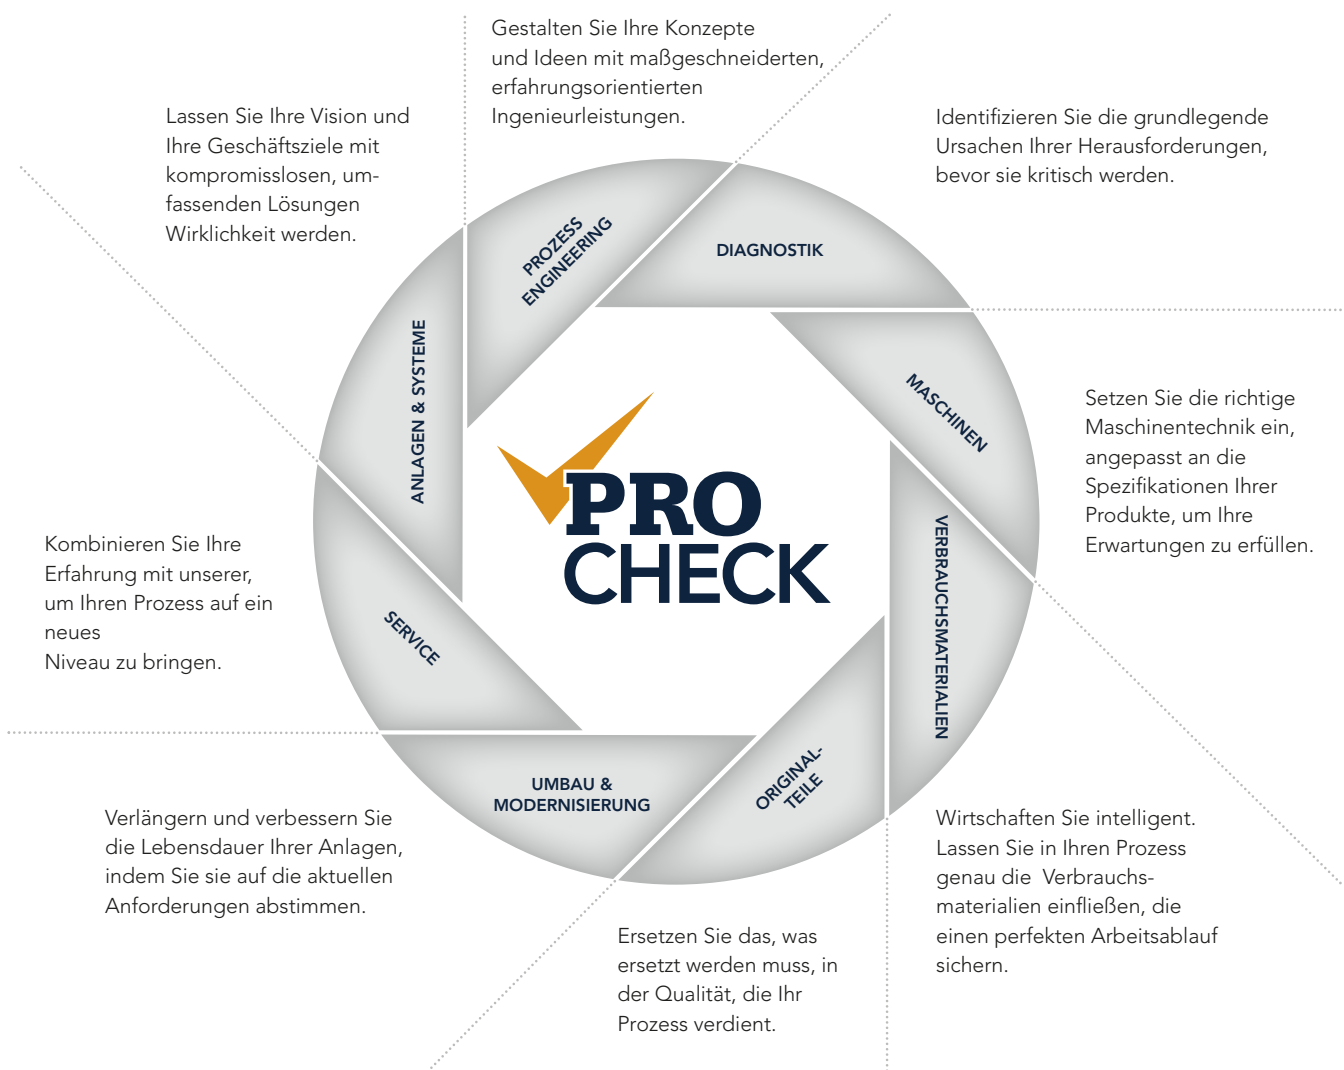 Gestalten Sie Ihre Konzepte
und Ideen mit maßgeschneiderten,
erfahrungsorientierten
Ingenieurleistungen.
Lassen Sie Ihre Vision und
Ihre Geschäftsziele mit
kompromisslosen, um-
fassenden Lösungen
Wirklichkeit werden.
Identifizieren Sie die grundlegende
Ursachen Ihrer Herausforderungen,
bevor sie kritisch werden.
PROZESS
ENGINEERING
DIAGNOSTIK
ANLAGEN & SYSTEME
MASCHINEN
Setzen Sie die richtige
Maschinentechnik ein,
angepasst an die
Spezifikationen Ihrer
Produkte, um Ihre
Erwartungen zu erfüllen.
PRO
CHECK
VERBRAUCHSMATERIALIEN
Kombinieren Sie Ihre
Erfahrung mit unserer,
um Ihren Prozess auf ein
neues
Niveau zu bringen.
SERVICE
UMBAU &
MODERNISIERUNG
ORIGINAL-
TEILE
Verlängern und verbessern Sie
die Lebensdauer Ihrer Anlagen,
indem Sie sie auf die aktuellen
Anforderungen abstimmen.
Wirtschaften Sie intelligent.
Lassen Sie in Ihren Prozess
genau die  Verbrauchs-
materialien einfließen, die
einen perfekten Arbeitsablauf
sichern.
Ersetzen Sie das, was
ersetzt werden muss, in
der Qualität, die Ihr
Prozess verdient.